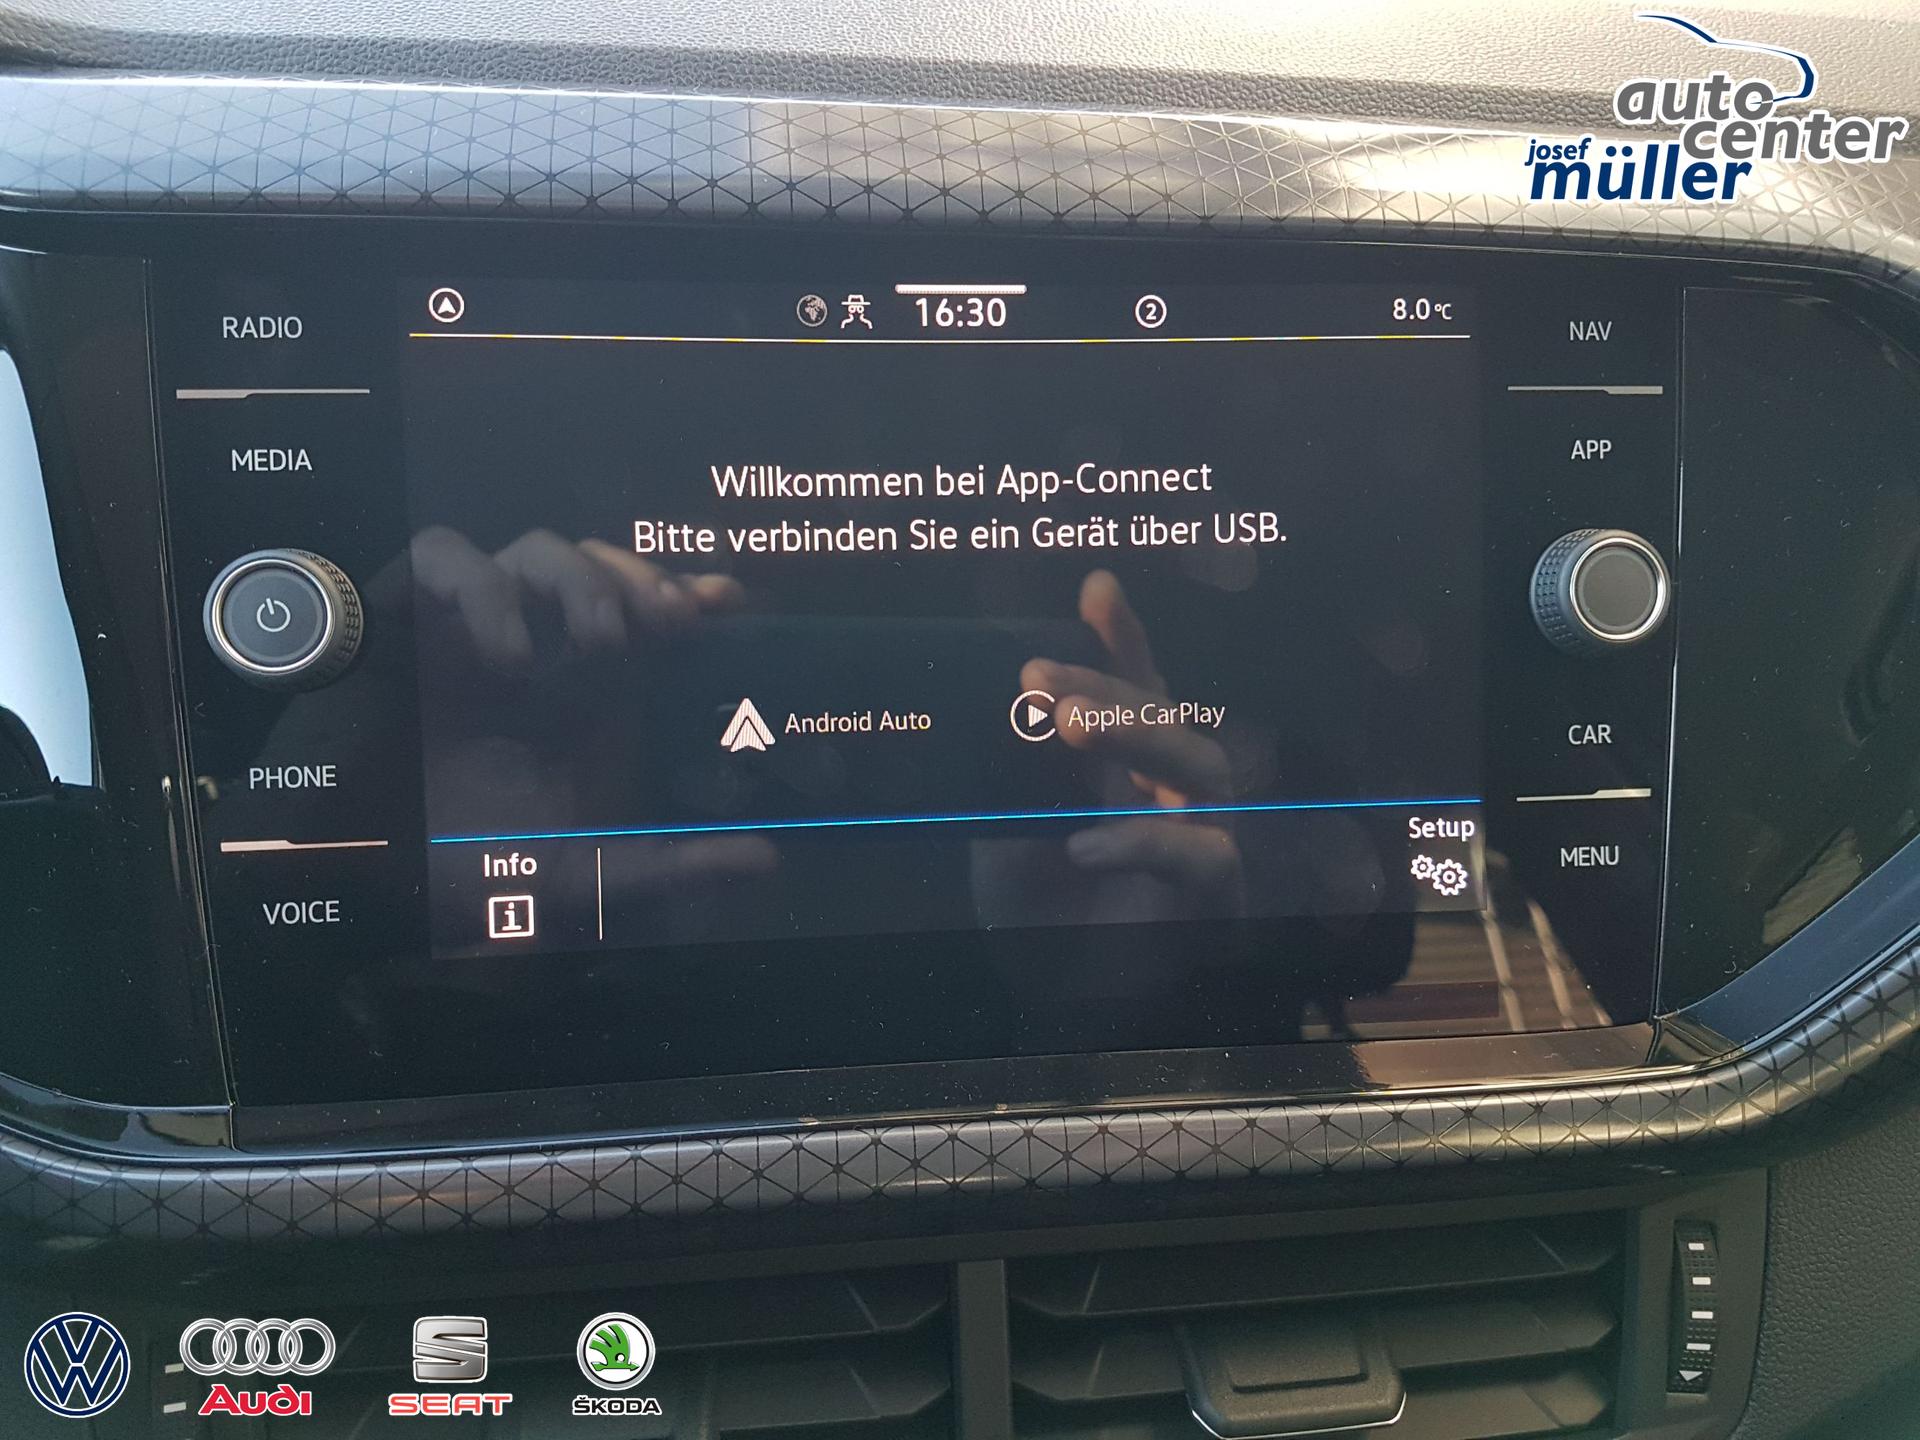 auto
center
josef
müller
RADIO
16:30
2
8.0 °C
NAV
MEDIA
APP
Willkommen bei App-Connect
Bitte verbinden Sie ein Gerät über USB.
Android Auto
Apple CarPlay
PHONE
CAR
Info
Setup
VOICE
MENU
Audi
SEAT
ŠKODA